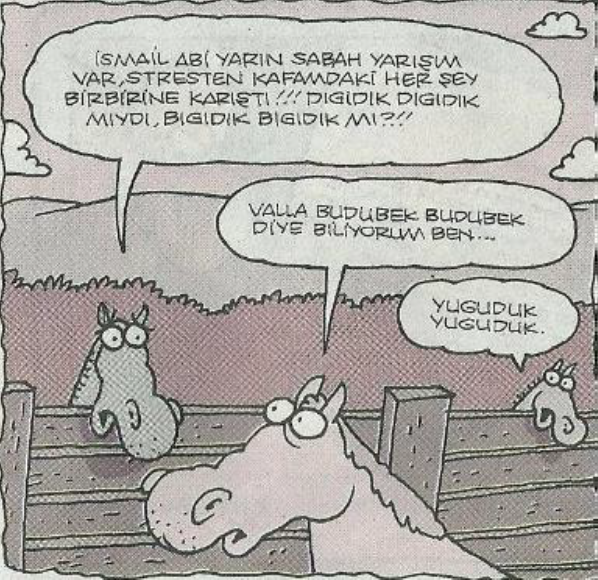 İSMAİL ABİ YARIN SABAH YARIŞIM
VAR, STRESTEN KAFAMDAKİ HER ŞEY
BİRBİRİNE KARIŞTI!!! DIGIDIK DIGIDIK
MIYDI, BIGIDIK BIGIDIK MI?!!
VALLA BUDUBEK BUDUBEK
DİYE BİLİYORUM BEN...
YUGUDUK
YUGUDUK.